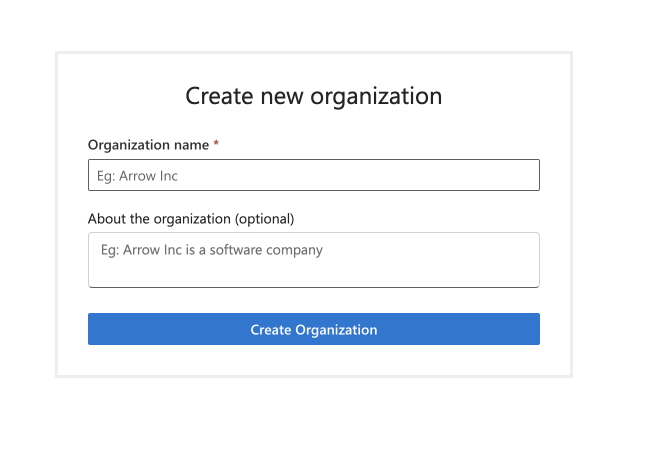 Create new organization
Organization name *
Eg: Arrow Inc
About the organization (optional)
Eg: Arrow Inc is a software company
Create Organization